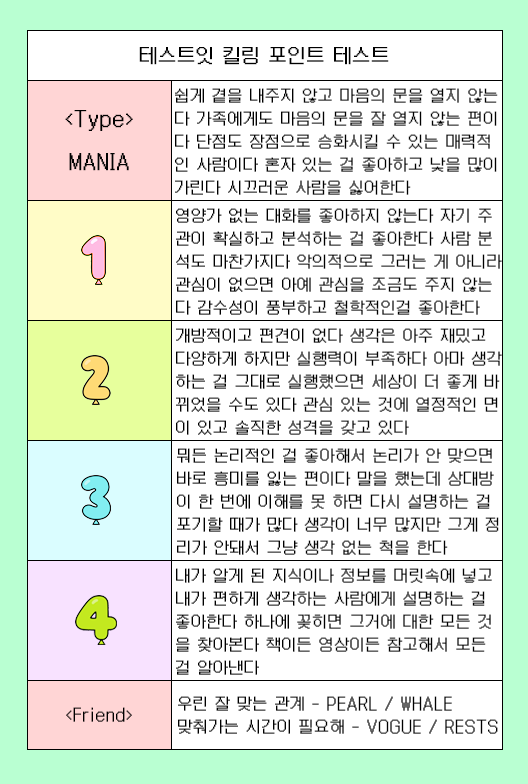 테스트잇 킬링 포인트 테스트
<Type>
MANIA
쉽게 곁을 내주지 않고 마음의 문을 열지 않는
다 가족에게도 마음의 문을 잘 열지 않는 편이
다 단점도 장점으로 승화시킬 수 있는 매력적
인 사람이다 혼자 있는 걸 좋아하고 낯을 많이
가린다 시끄러운 사람을 싫어한다
1
영양가 없는 대화를 좋아하지 않는다 자기 주
관이 확실하고 분석하는 걸 좋아한다 사람 분
석도 마찬가지다 악의적으로 그러는 게 아니라
관심이 없으면 아예 관심을 조금도 주지 않는
다 감수성이 풍부하고 철학적인걸 좋아한다
2
개방적이고 편견이 없다 생각은 아주 재밌고
다양하게 하지만 실행력이 부족하다 아마 생각
하는 걸 그대로 실행했으면 세상이 더 좋게 바
뀌었을 수도 있다 관심 있는 것에 열정적인 면
이 있고 솔직한 성격을 갖고 있다
3
뭐든 논리적인 걸 좋아해서 논리가 안 맞으면
바로 흥미를 잃는 편이다 말을 했는데 상대방
이 한 번에 이해를 못 하면 다시 설명하는 걸
포기할 때가 많다 생각이 너무 많지만 그게 정
리가 안돼서 그냥 생각 없는 척을 한다
4
내가 알게 된 지식이나 정보를 머릿속에 넣고
내가 편하게 생각하는 사람에게 설명하는 걸
좋아한다 하나에 꽂히면 그거에 대한 모든 것
을 찾아본다 책이든 영상이든 참고해서 모든
걸 알아낸다
<Friend>
우린 잘 맞는 관계 - PEARL / WHALE
맞춰가는 시간이 필요해 - VOGUE / RESTS